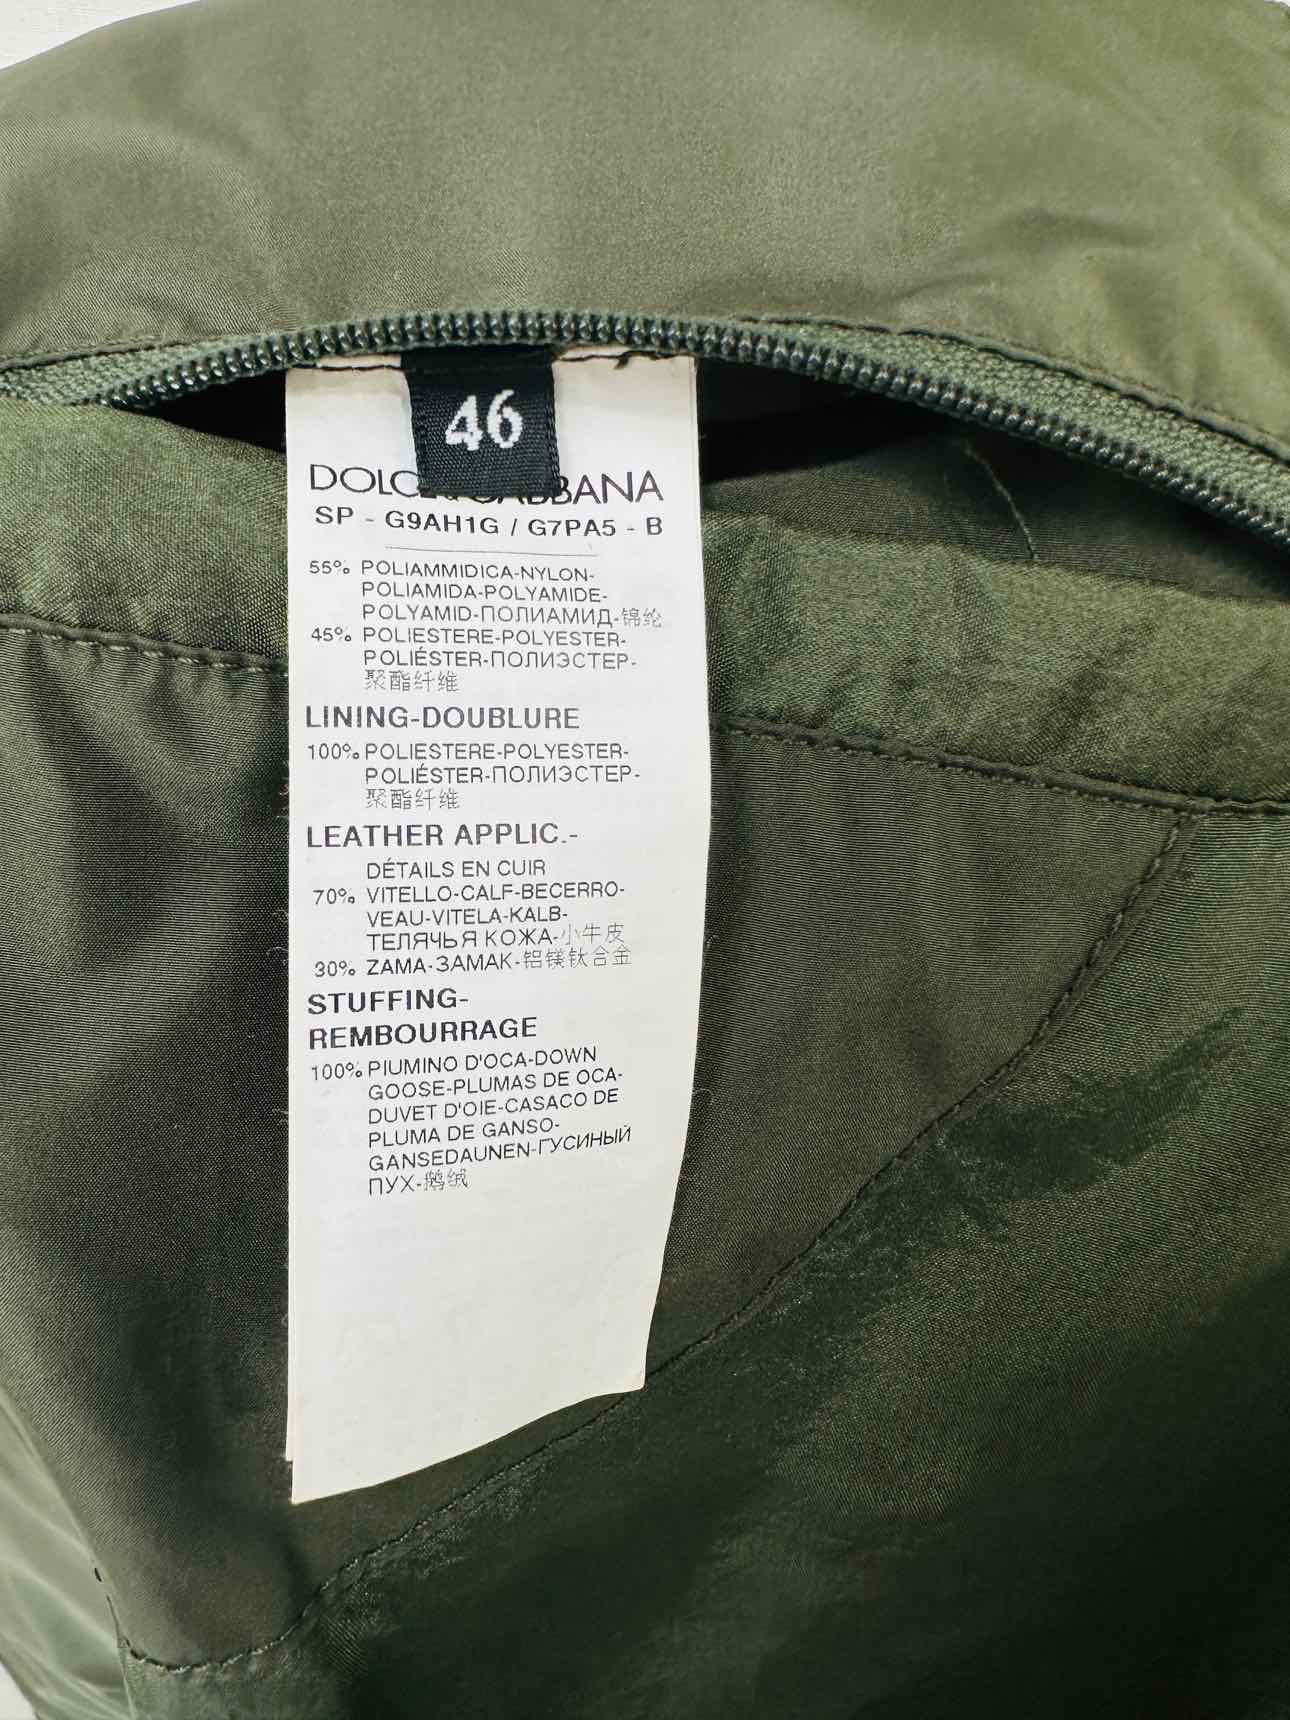 46
DOLCE & GABBANA
SP - G9AH1G / G7PA5 - B
55% POLIAMMIDICA-NYLON-
POLIAMIDA-POLYAMIDE-
POLYAMID-ПОЛИАМИД-锦纶
45% POLIESTERE-POLYESTER-
POLIÉSTER-ПОЛИЭСТЕР-
聚酯纤维
LINING-DOUBLURE
100% POLIESTERE-POLYESTER-
POLIÉSTER-ПОЛИЭСТЕР-
聚酯纤维
LEATHER APPLIC.-
DÉTAILS EN CUIR
70% VITELLO-CALF-BECERRO-
VEAU-VITELA-KALB-
ТЕЛЯЧЬЯ КОЖА-小牛皮
30% ZAMA-ЗАМАК-铝镁钛合金
STUFFING-
REMBOURRAGE
100% PIUMINO D'OCA-DOWN
GOOSE-PLUMAS DE OCA-
DUVET D'OIE-CASACO DE
PLUMA DE GANSO-
GANSEDAUNEN-ГУСИНЫЙ
ПУХ-鹅绒